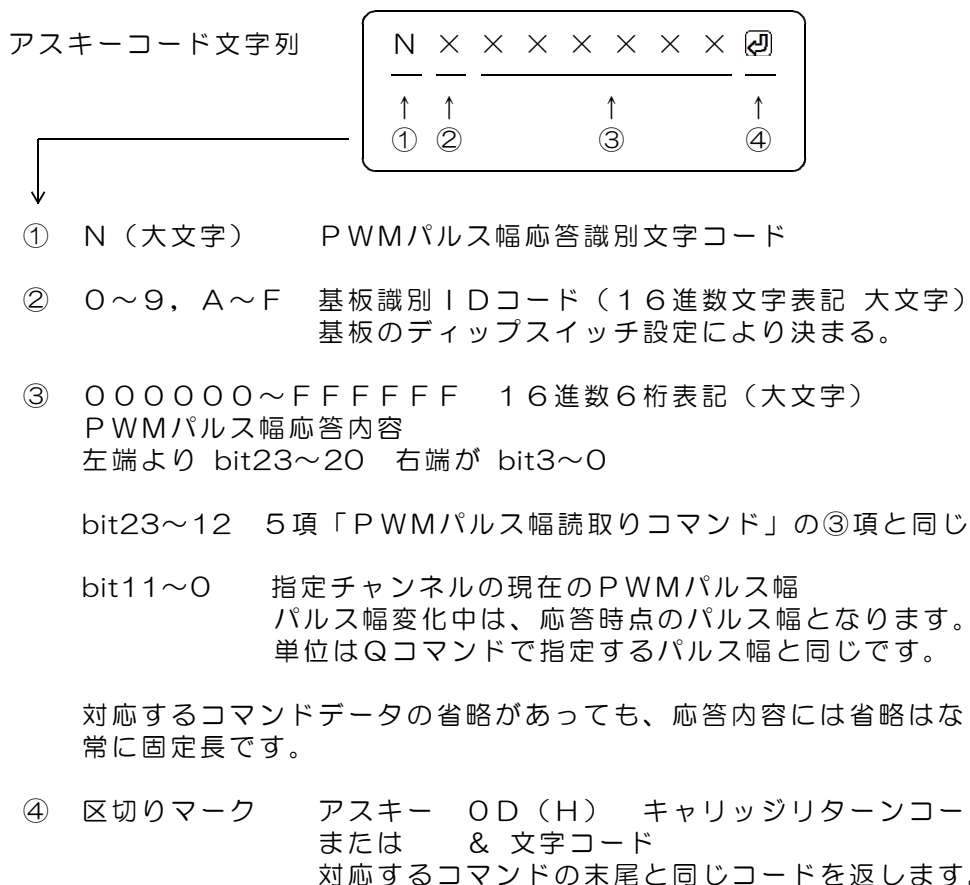 アスキーコード文字列 N × × × × × × × ↵
↑ ↑ ↑ ↑
① ② ③ ④
① N(大文字) PWMパルス幅応答識別文字コード
② 0~9,A~F 基板識別IDコード(16進数文字表記 大文字)
基板のディップスイッチ設定により決まる。
③ 000000~FFFFFF 16進数6桁表記(大文字)
PWMパルス幅応答内容
左端より bit23~20 右端が bit3~0
bit23~12 5項「PWMパルス幅読取りコマンド」の③項と同じ
bit11~0 指定チャンネルの現在のPWMパルス幅
パルス幅変化中は、応答時点のパルス幅となります。
単位はQコマンドで指定するパルス幅と同じです。
対応するコマンドデータの省略があっても、応答内容には省略はな
常に固定長です。
④ 区切りマーク アスキー 0D(H) キャリッジリターンコー
または & 文字コード
対応するコマンドの末尾と同じコードを返します。